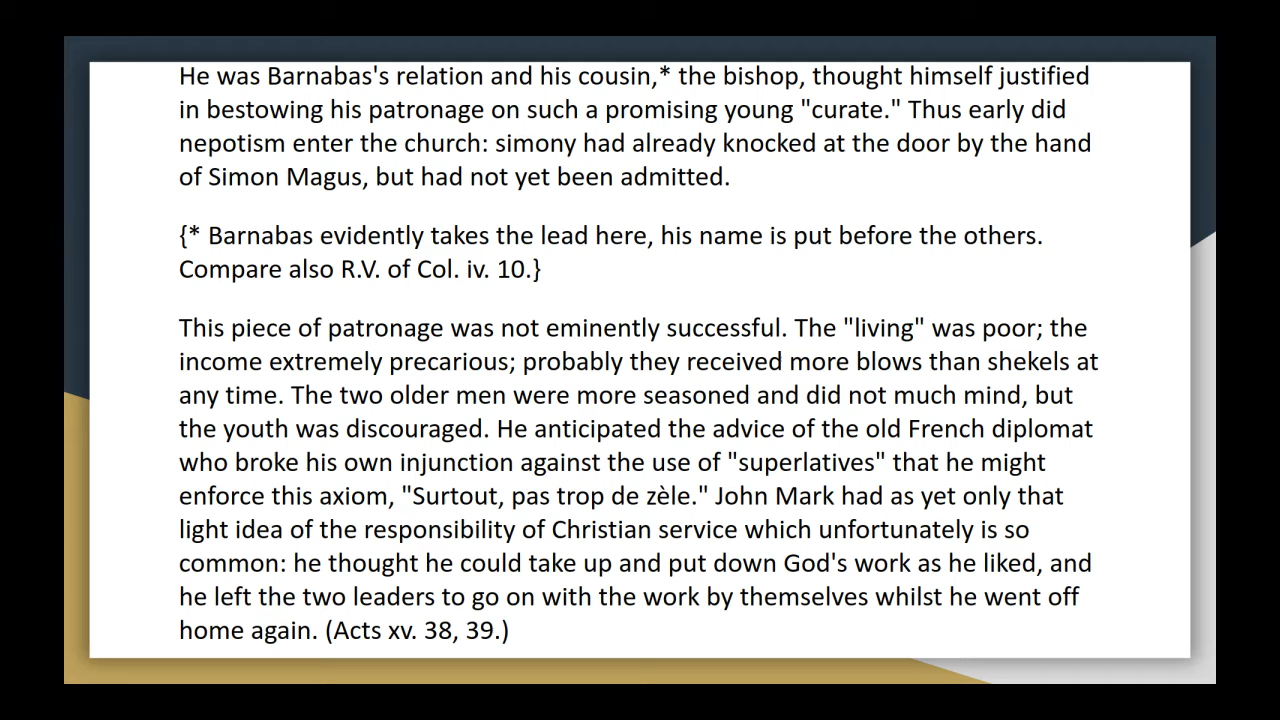 He was Barnabas's relation and his cousin,* the bishop, thought himself justified
in bestowing his patronage on such a promising young "curate." Thus early did
nepotism enter the church: simony had already knocked at the door by the hand
of Simon Magus, but had not yet been admitted.
{* Barnabas evidently takes the lead here, his name is put before the others.
Compare also R.V. of Col. iv. 10.}
This piece of patronage was not eminently successful. The "living" was poor; the
income extremely precarious; probably they received more blows than shekels at
any time. The two older men were more seasoned and did not much mind, but
the youth was discouraged. He anticipated the advice of the old French diplomat
who broke his own injunction against the use of "superlatives" that he might
enforce this axiom, "Surtout, pas trop de zèle." John Mark had as yet only that
light idea of the responsibility of Christian service which unfortunately is so
common: he thought he could take up and put down God's work as he liked, and
he left the two leaders to go on with the work by themselves whilst he went off
home again. (Acts xv. 38, 39.)